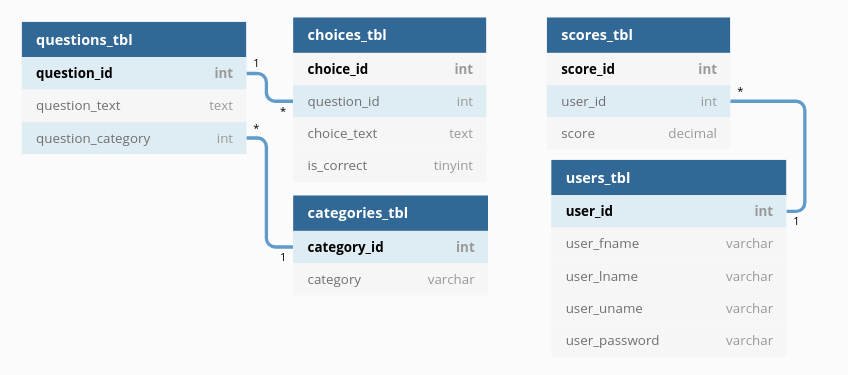 questions_tbl
question_id int
question_text text
question_category int
1
*
*
1
choices_tbl
choice_id int
question_id int
choice_text text
is_correct tinyint
categories_tbl
category_id int
category varchar
scores_tbl
score_id int
user_id int
score decimal
*
1
users_tbl
user_id int
user_fname varchar
user_lname varchar
user_uname varchar
user_password varchar